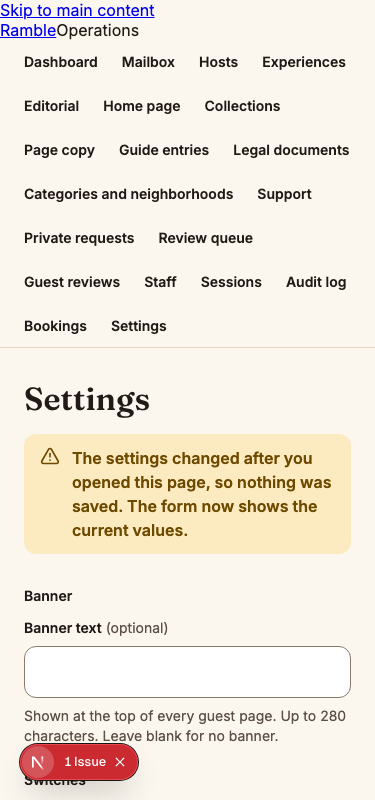 Skip to main content
RambleOperations
Dashboard Mailbox Hosts Experiences
Editorial Home page Collections
Page copy Guide entries Legal documents
Categories and neighborhoods Support
Private requests Review queue
Guest reviews Staff Sessions Audit log
Bookings Settings
Settings
The settings changed after you
opened this page, so nothing was
saved. The form now shows the
current values.
Banner
Banner text (optional)
Shown at the top of every guest page. Up to 280
characters. Leave blank for no banner.
N 1 Issue
Switches